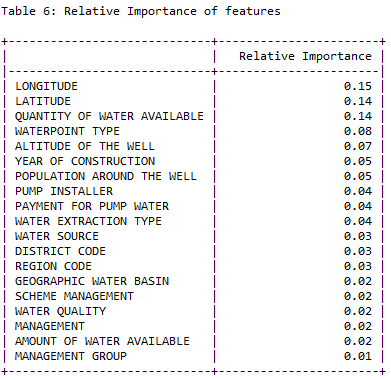 Table 6: Relative Importance of features
Relative Importance
LONGITUDE 0.15
LATITUDE 0.14
QUANTITY OF WATER AVAILABLE 0.14
WATERPOINT TYPE 0.08
ALTITUDE OF THE WELL 0.07
YEAR OF CONSTRUCTION 0.05
POPULATION AROUND THE WELL 0.05
PUMP INSTALLER 0.04
PAYMENT FOR PUMP WATER 0.04
WATER EXTRACTION TYPE 0.04
WATER SOURCE 0.03
DISTRICT CODE 0.03
REGION CODE 0.03
GEOGRAPHIC WATER BASIN 0.02
SCHEME MANAGEMENT 0.02
WATER QUALITY 0.02
MANAGEMENT 0.02
AMOUNT OF WATER AVAILABLE 0.02
MANAGEMENT GROUP 0.01